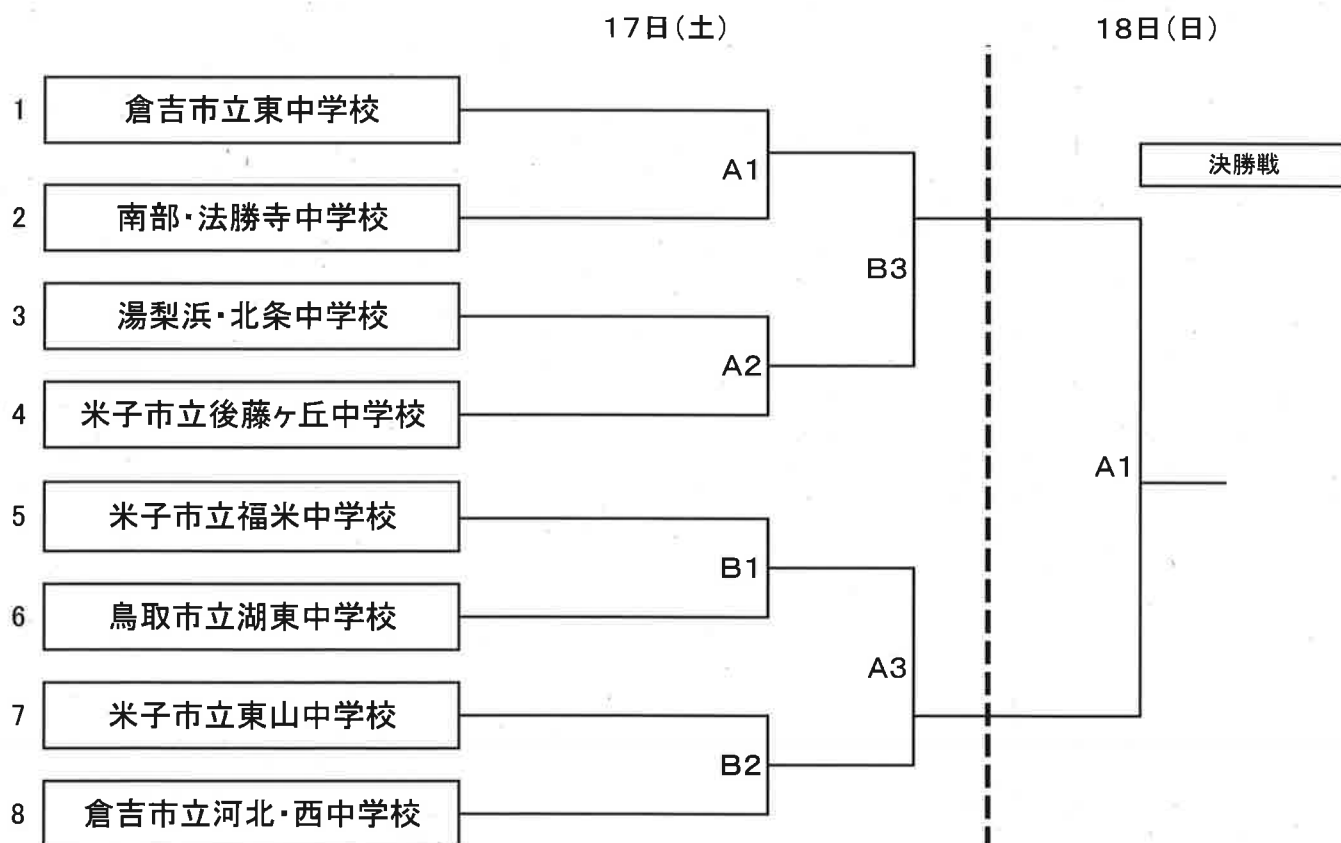 17日(土) 18日(日)
決勝戦
1 倉吉市立東中学校
A1
2 南部・法勝寺中学校
B3
3 湯梨浜・北条中学校
A2
4 米子市立後藤ヶ丘中学校
A1
5 米子市立福米中学校
B1
6 鳥取市立湖東中学校
A3
7 米子市立東山中学校
B2
8 倉吉市立河北・西中学校